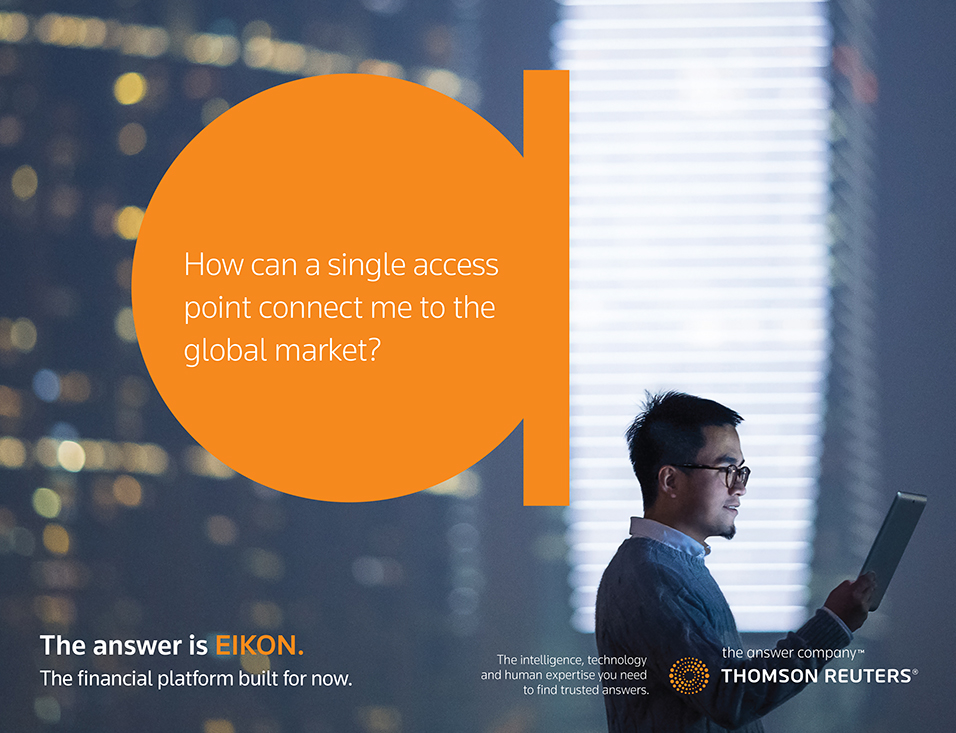 How can a single access
point connect me to the
global market?
The answer is EIKON.
The financial platform built for now.
The intelligence, technology
and human expertise you need
to find trusted answers.
the answer company™
THOMSON REUTERS®